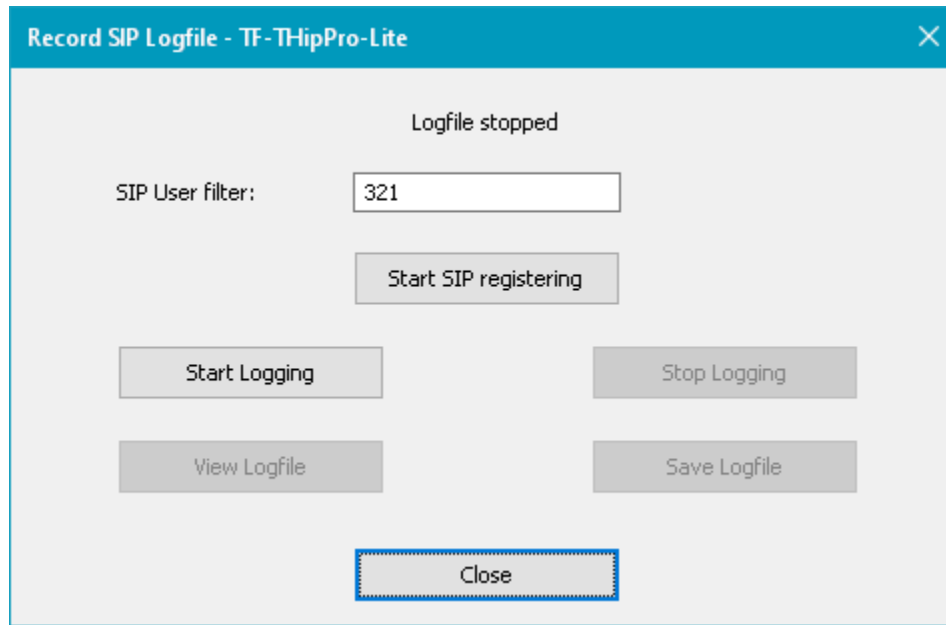 Record SIP Logfile - TF-THipPro-Lite
Logfile stopped
SIP User filter: 321
Start SIP registering
Start Logging Stop Logging
View Logfile Save Logfile
Close